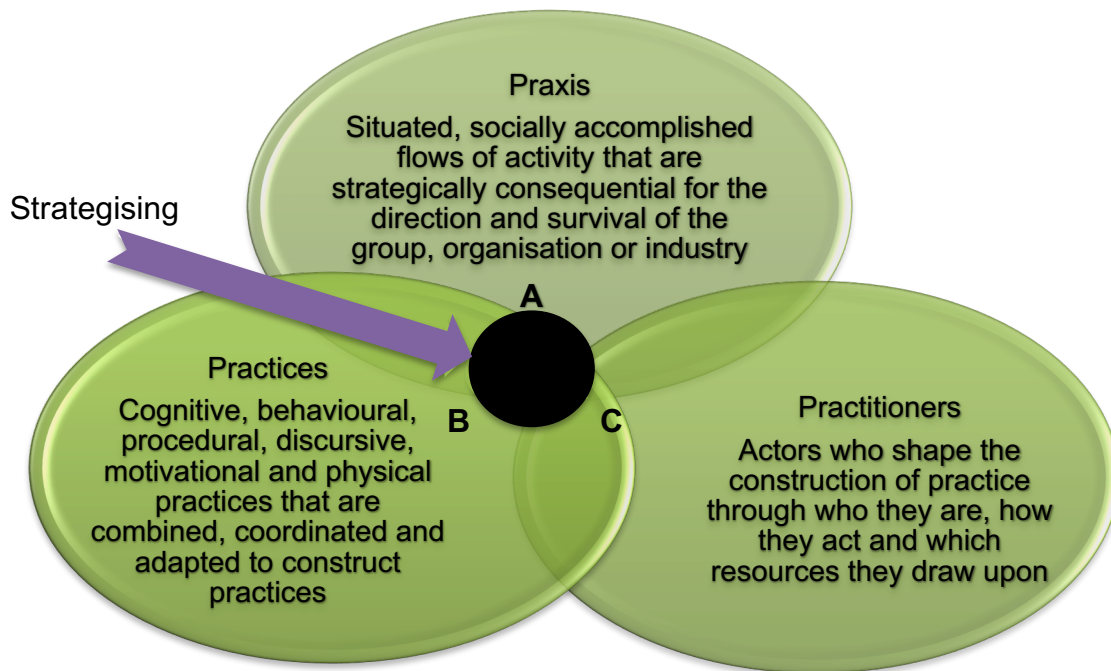 Praxis
Situated, socially accomplished
flows of activity that are
strategically consequential for the
direction and survival of the
group, organisation or industry
Strategising
A
B
C
Practices
Cognitive, behavioural,
procedural, discursive,
motivational and physical
practices that are
combined, coordinated and
adapted to construct
practices
Practitioners
Actors who shape the
construction of practice
through who they are, how
they act and which
resources they draw upon